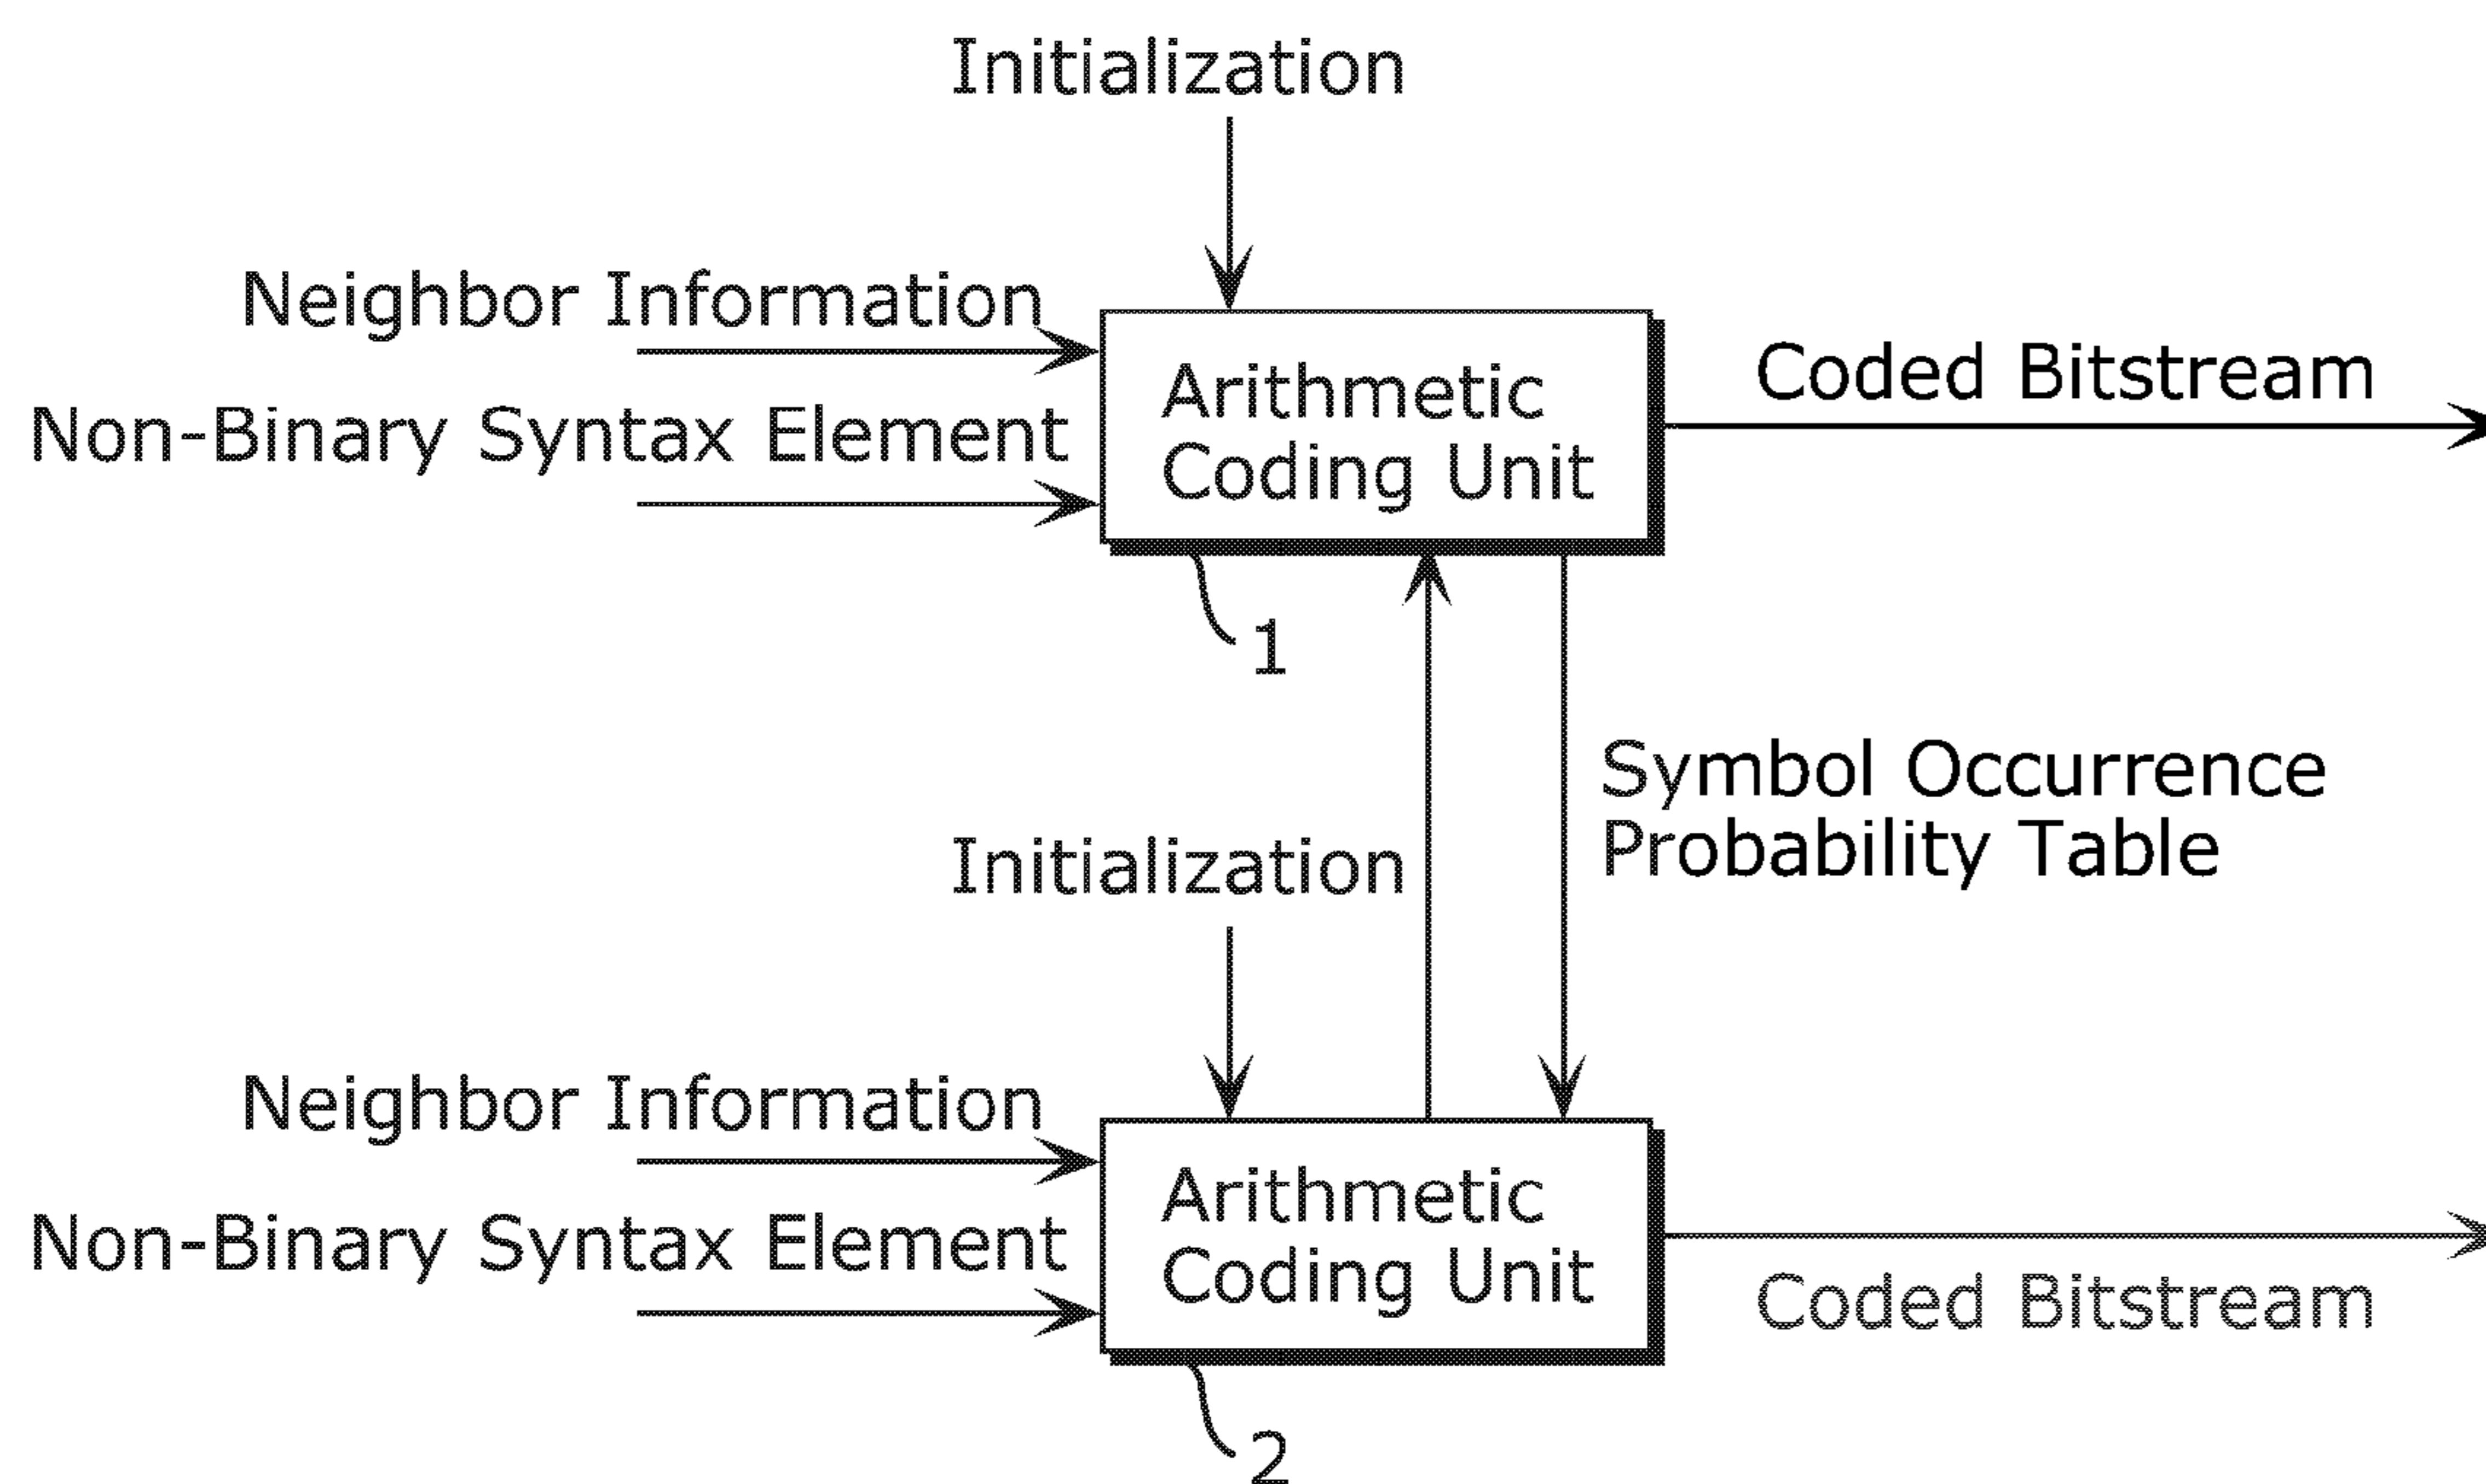 Initialization
Neighbor Information
Non-Binary Syntax Element
Arithmetic
Coding Unit
Coded Bitstream
1
Symbol Occurrence
Probability Table
Initialization
Neighbor Information
Non-Binary Syntax Element
Arithmetic
Coding Unit
Coded Bitstream
2